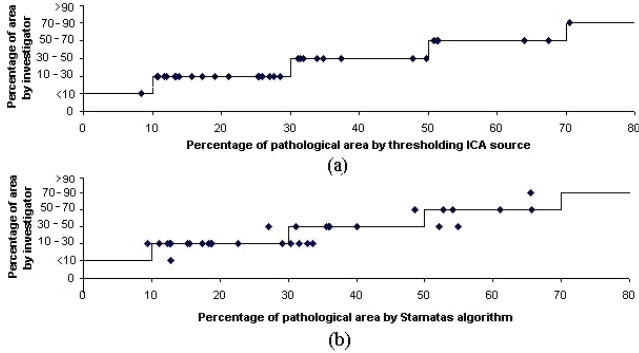 Percentage of area
by investigator
>90
70 - 90
50 - 70
30 - 50
10 - 30
<10
0
0 10 20 30 40 50 60 70 80
Percentage of pathological area by thresholding ICA source
(a)
Percentage of area
by investigator
>90
70 - 90
50 - 70
30 - 50
10 - 30
<10
0
0 10 20 30 40 50 60 70 80
Percentage of pathological area by Stamatas algorithm
(b)